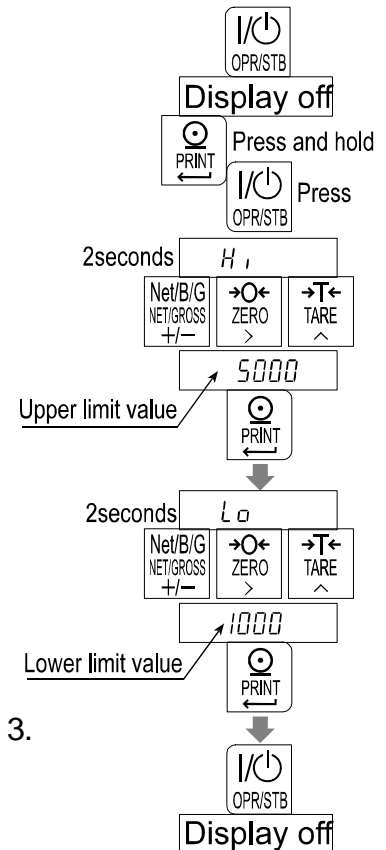 I/⏻
OPR/STB
Display off
PRINT
Press and hold
I/⏻
OPR/STB
Press
2seconds
Hi
Net/B/G
NET/GROSS
+/−
→O←
ZERO
>
→T←
TARE
^
5000
Upper limit value
PRINT
2seconds
Lo
Net/B/G
NET/GROSS
+/−
→O←
ZERO
>
→T←
TARE
^
1000
Lower limit value
PRINT
3.
I/⏻
OPR/STB
Display off